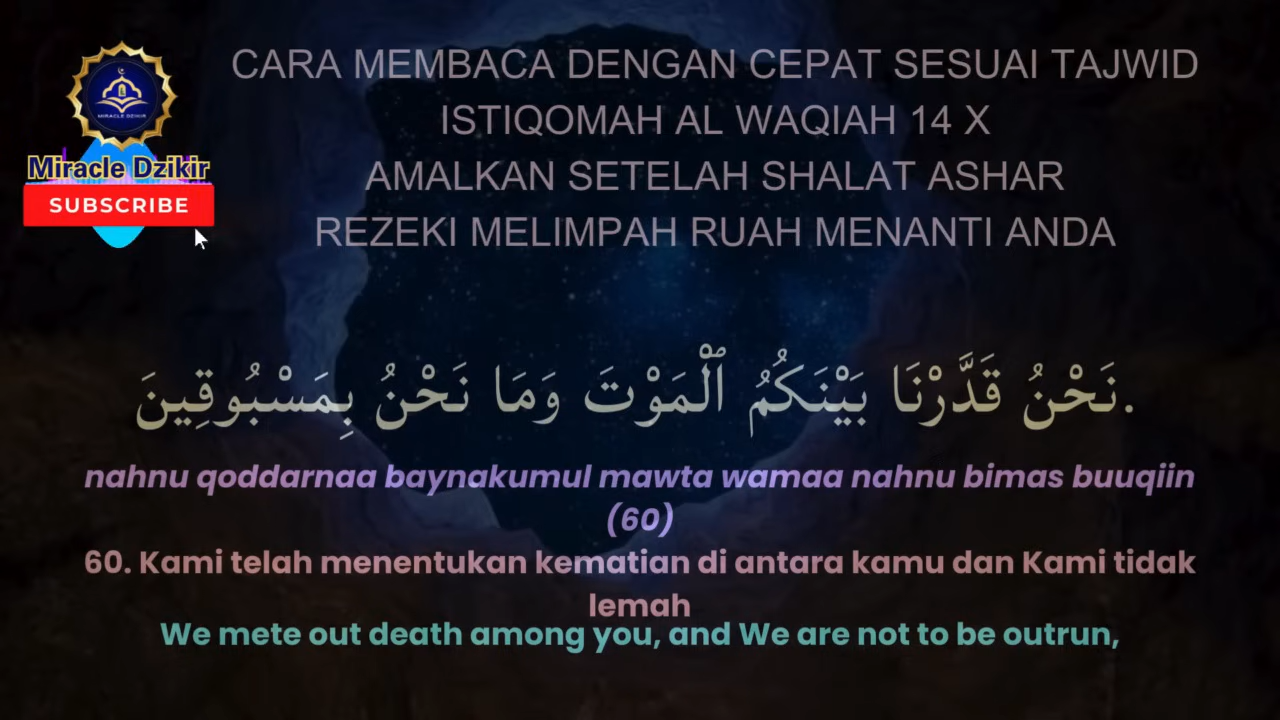 CARA MEMBACA DENGAN CEPAT SESUAI TAJWID
ISTIQOMAH AL WAQIAH 14 X
AMALKAN SETELAH SHALAT ASHAR
REZEKI MELIMPAH RUAH MENANTI ANDA
MIRACLE DZIKIR
Miracle Dzikir
SUBSCRIBE
نَحْنُ قَدَّرْنَا بَيْنَكُمُ ٱلْمَوْتَ وَمَا نَحْنُ بِمَسْبُوقِينَ.
nahnu qoddarnaa baynakumul mawta wamaa nahnu bimas buuqiin
(60)
60. Kami telah menentukan kematian di antara kamu dan Kami tidak
lemah
We mete out death among you, and We are not to be outrun,